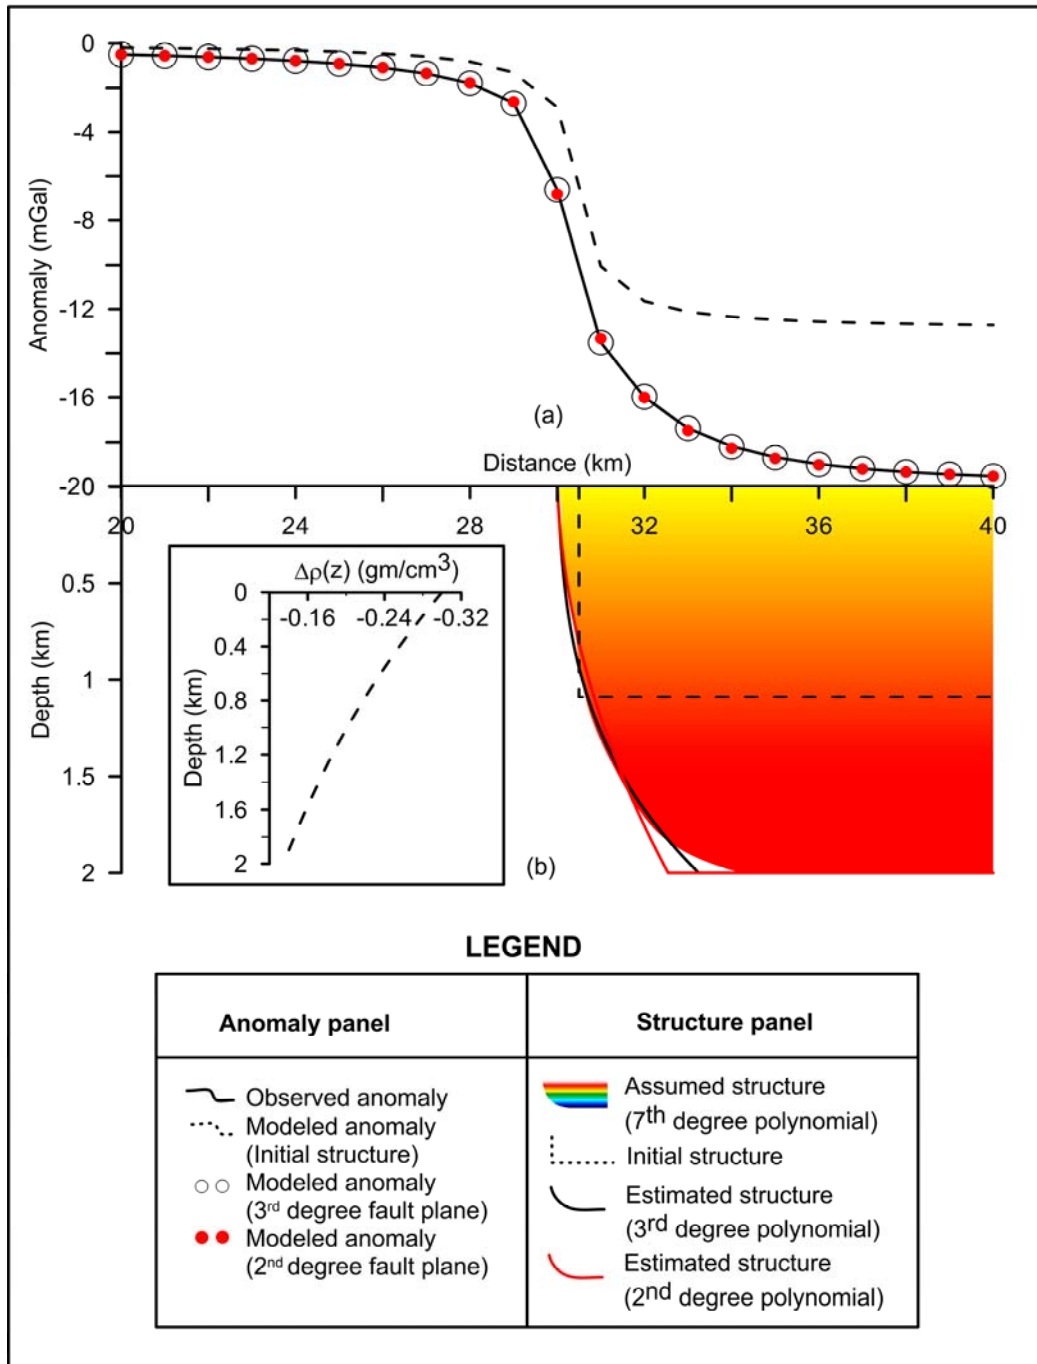 0
-4
-8
-12
-16
-20
Anomaly (mGal)
(a)
Distance (km)
20
24
28
32
36
40
0.5
1
1.5
2
Depth (km)
Δρ(z) (gm/cm³)
0
-0.16
-0.24
-0.32
0.4
0.8
1.2
1.6
2
Depth (km)
(b)
LEGEND
Anomaly panel
Observed anomaly
Modeled anomaly
(Initial structure)
Modeled anomaly
(3rd degree fault plane)
Modeled anomaly
(2nd degree fault plane)
Structure panel
Assumed structure
(7th degree polynomial)
Initial structure
Estimated structure
(3rd degree polynomial)
Estimated structure
(2nd degree polynomial)